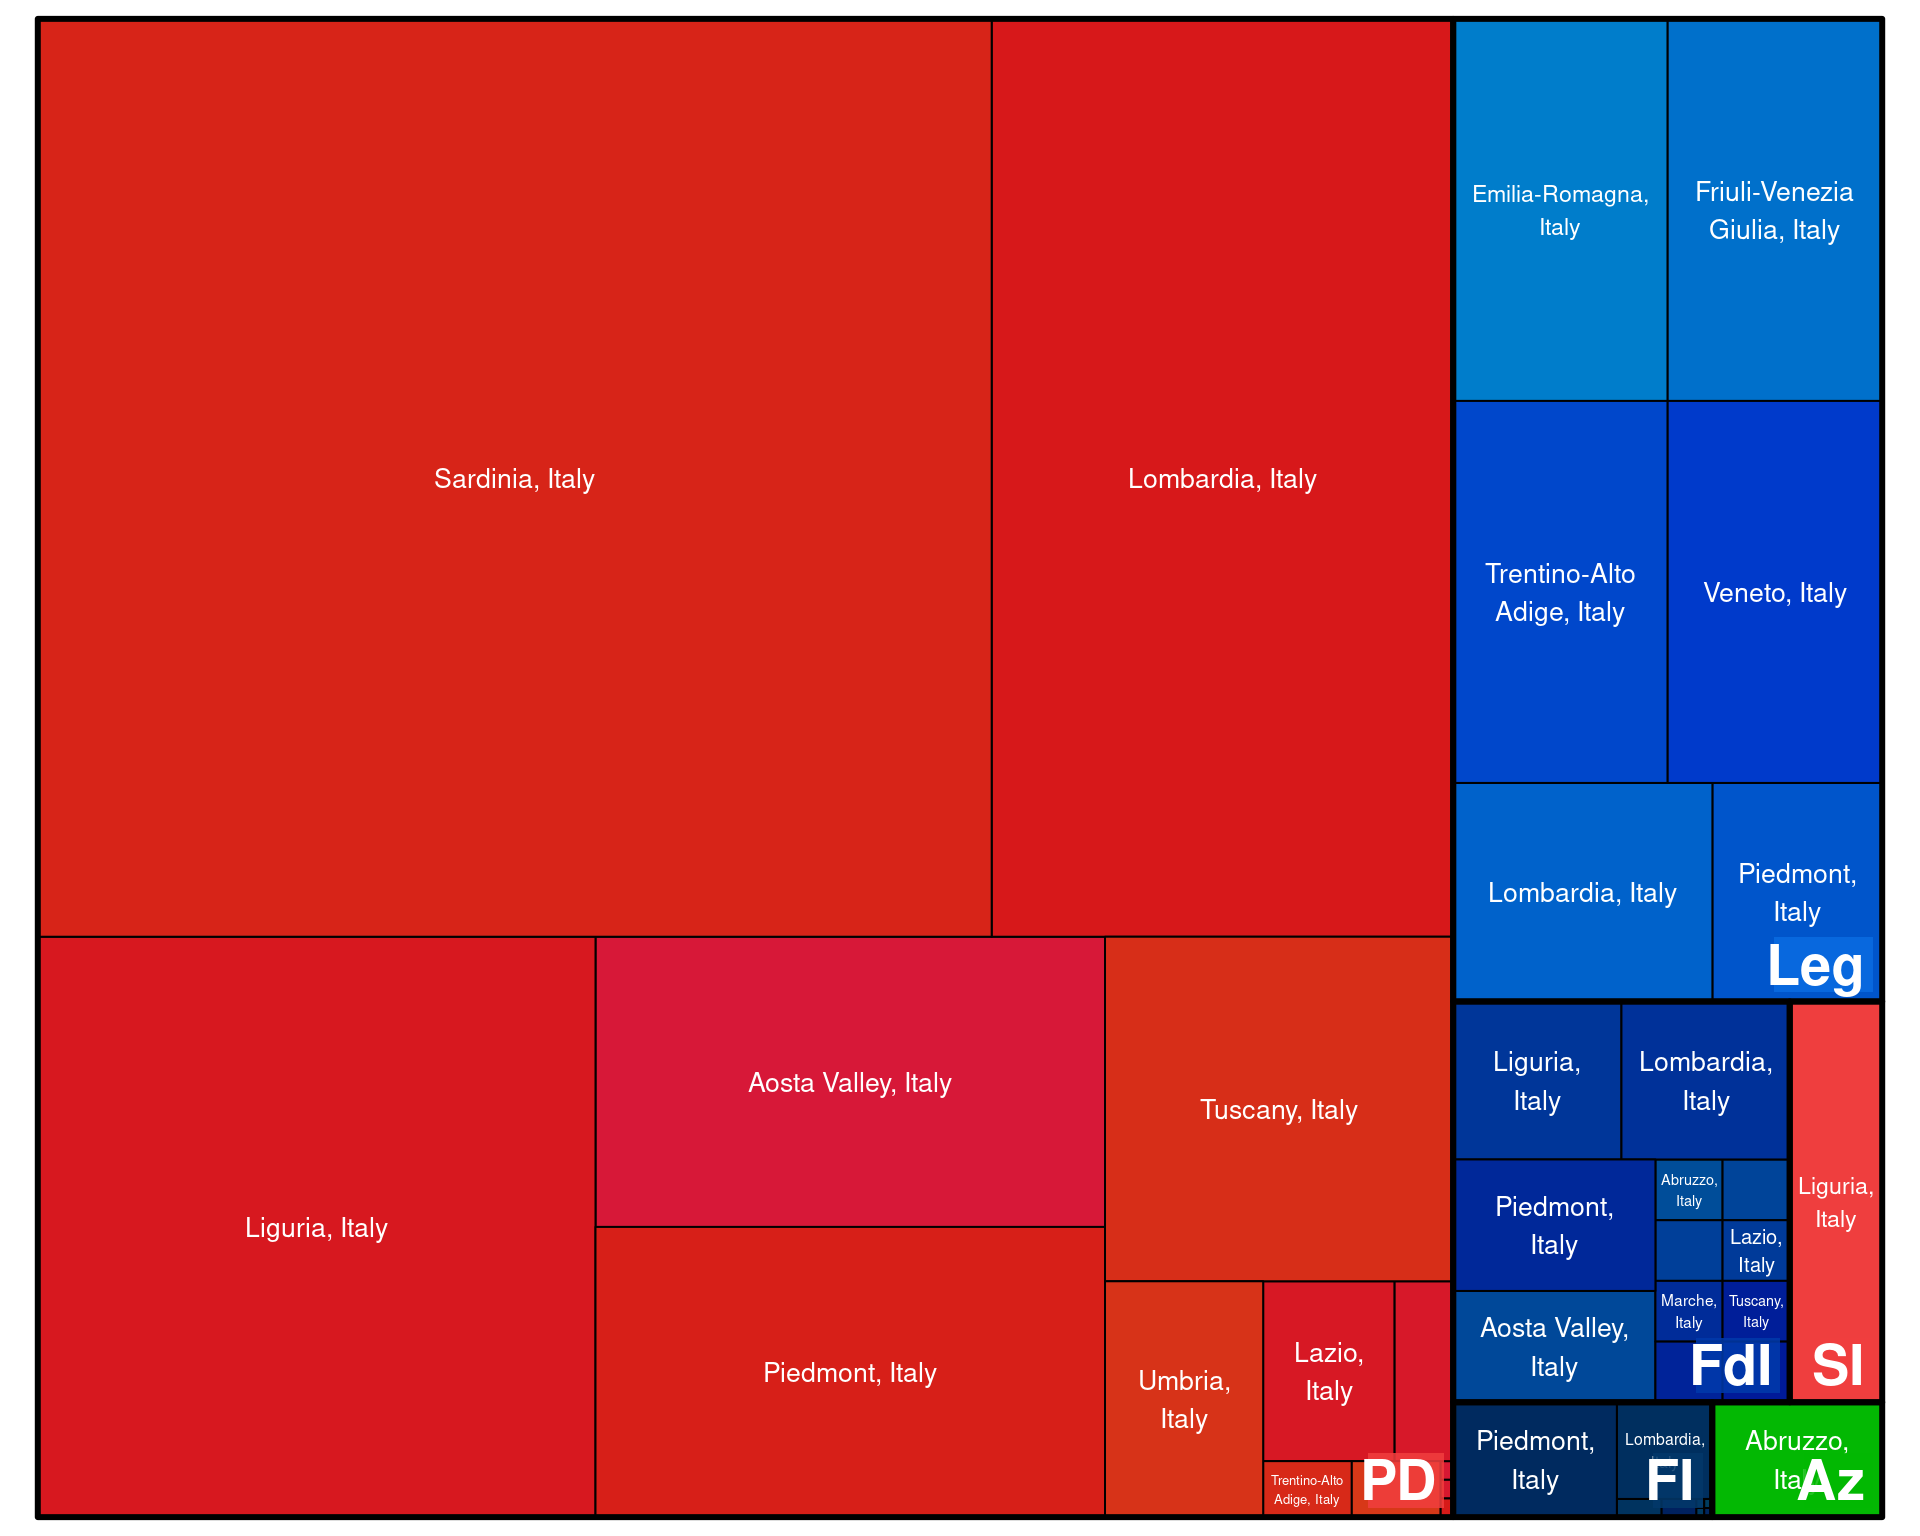 Sardinia, Italy
Lombardia, Italy
Liguria, Italy
Aosta Valley, Italy
Piedmont, Italy
Tuscany, Italy
Umbria,
Italy
Lazio,
Italy
Trentino-Alto
Adige, Italy
PD
Emilia-Romagna,
Italy
Friuli-Venezia
Giulia, Italy
Trentino-Alto
Adige, Italy
Veneto, Italy
Lombardia, Italy
Piedmont,
Italy
Leg
Liguria,
Italy
Lombardia,
Italy
Piedmont,
Italy
Aosta Valley,
Italy
Abruzzo,
Italy
Lazio,
Italy
Marche,
Italy
Tuscany,
Italy
FdI
Liguria,
Italy
SI
Piedmont,
Italy
Lombardia,
FI
Abruzzo,
Az